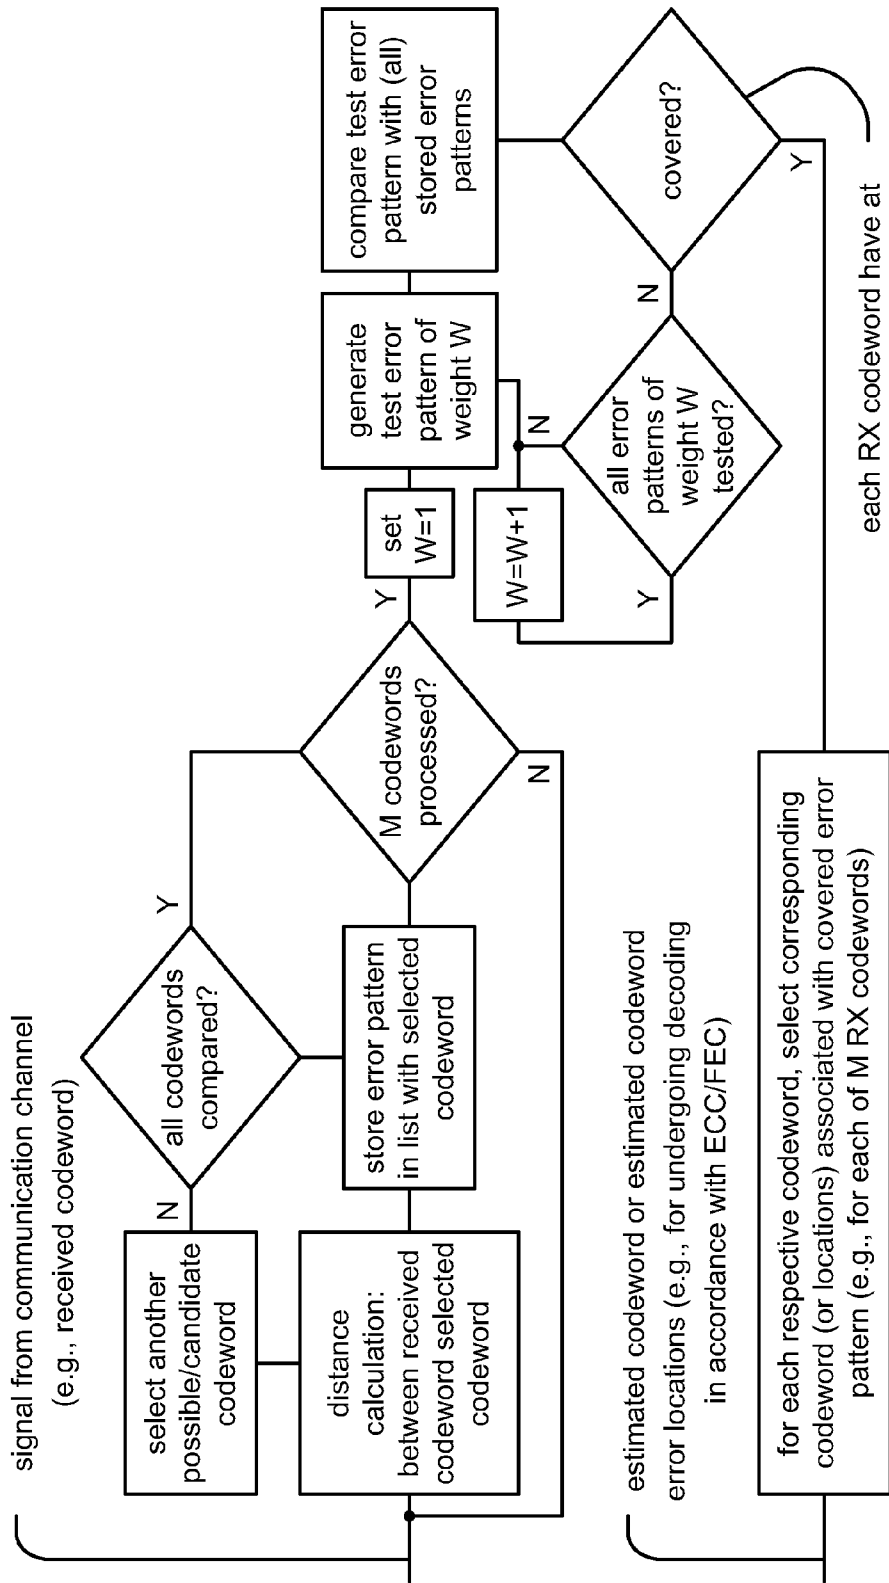 signal from communication channel
(e.g., received codeword)
select another
possible/candidate
codeword
N
all codewords
compared?
Y
distance
calculation:
between received
codeword selected
codeword
store error pattern
in list with selected
codeword
M codewords
processed?
Y
N
set
W=1
generate
test error
pattern of
weight W
compare test error
pattern with (all)
stored error
patterns
W=W+1
N
Y
all error
patterns of
weight W
tested?
N
covered?
Y
estimated codeword or estimated codeword
error locations (e.g., for undergoing decoding
in accordance with ECC/FEC)
for each respective codeword, select corresponding
codeword (or locations) associated with covered error
pattern (e.g., for each of M RX codewords)
each RX codeword have at